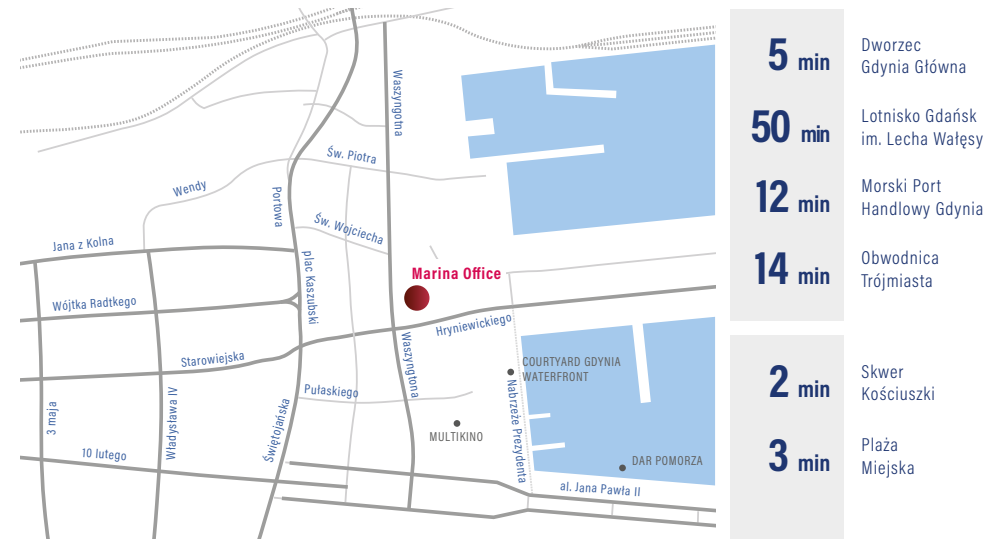 Waszyngotna
Św. Piotra
Wendy
Portowa
Św. Wojciecha
Jana z Kolna
plac Kaszubski
Marina Office
Wójtka Radtkego
Hryniewickiego
Starowiejska
Waszyngtona
COURTYARD GDYNIA
WATERFRONT
Pułaskiego
Nabrzeże Prezydenta
3 maja
Władysława IV
Świętojańska
MULTIKINO
10 lutego
DAR POMORZA
al. Jana Pawła II
5 min
Dworzec
Gdynia Główna
50 min
Lotnisko Gdańsk
im. Lecha Wałęsy
12 min
Morski Port
Handlowy Gdynia
14 min
Obwodnica
Trójmiasta
2 min
Skwer
Kościuszki
3 min
Plaża
Miejska